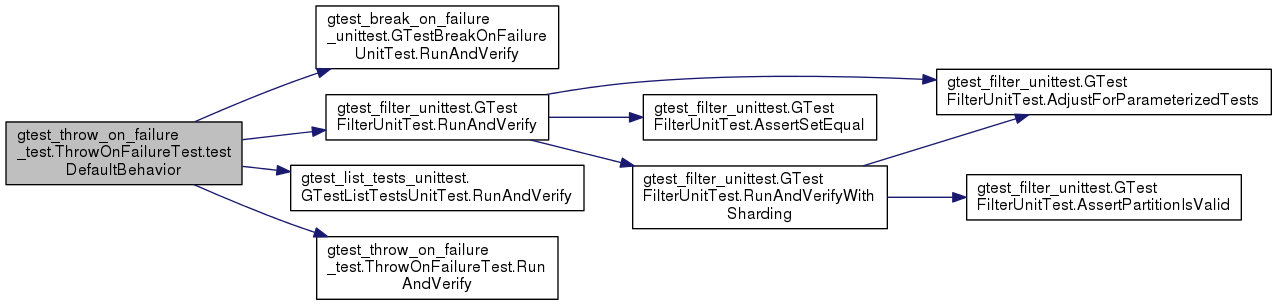 gtest_throw_on_failure
_test.ThrowOnFailureTest.test
DefaultBehavior
gtest_break_on_failure
_unittest.GTestBreakOnFailure
UnitTest.RunAndVerify
gtest_filter_unittest.GTest
FilterUnitTest.RunAndVerify
gtest_list_tests_unittest.
GTestListTestsUnitTest.RunAndVerify
gtest_throw_on_failure
_test.ThrowOnFailureTest.Run
AndVerify
gtest_filter_unittest.GTest
FilterUnitTest.AssertSetEqual
gtest_filter_unittest.GTest
FilterUnitTest.RunAndVerifyWith
Sharding
gtest_filter_unittest.GTest
FilterUnitTest.AdjustForParameterizedTests
gtest_filter_unittest.GTest
FilterUnitTest.AssertPartitionIsValid